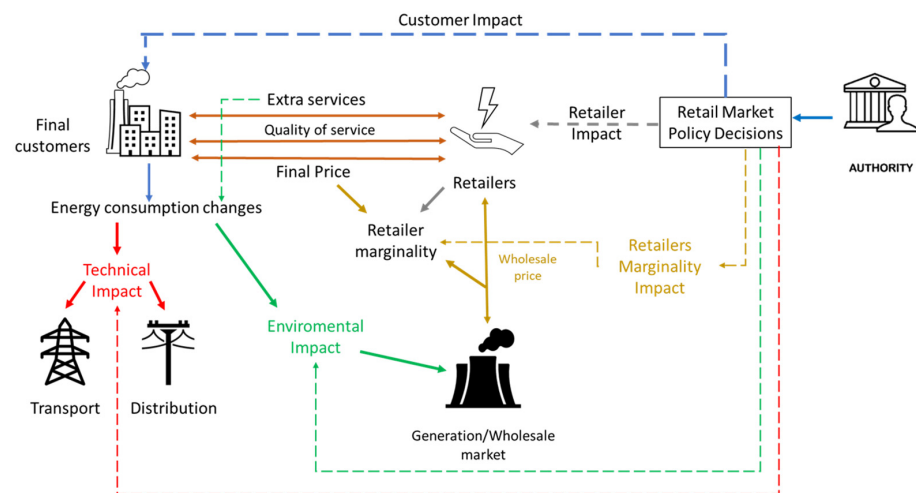 Customer Impact
Extra services
Final
customers
Quality of service
Final Price
Retailer
Impact
Retail Market
Policy Decisions
AUTHORITY
Retailers
Energy consumption changes
Retailer
marginality
Wholesale
price
Retailers
Marginality
Impact
Technical
Impact
Enviromental
Impact
Transport
Distribution
Generation/Wholesale
market